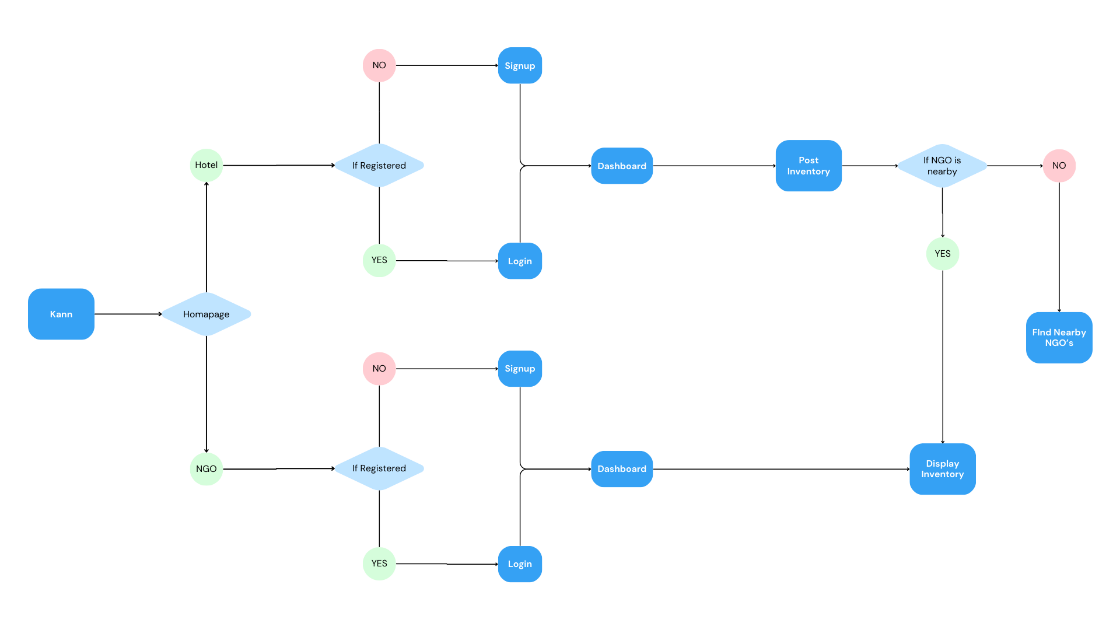 NO
Signup
Hotel
If Registered
Dashboard
Post
Inventory
If NGO is
nearby
NO
YES
Login
YES
Kann
Homapage
FInd Nearby
NGO's
NO
Signup
NGO
If Registered
Dashboard
Display
Inventory
YES
Login